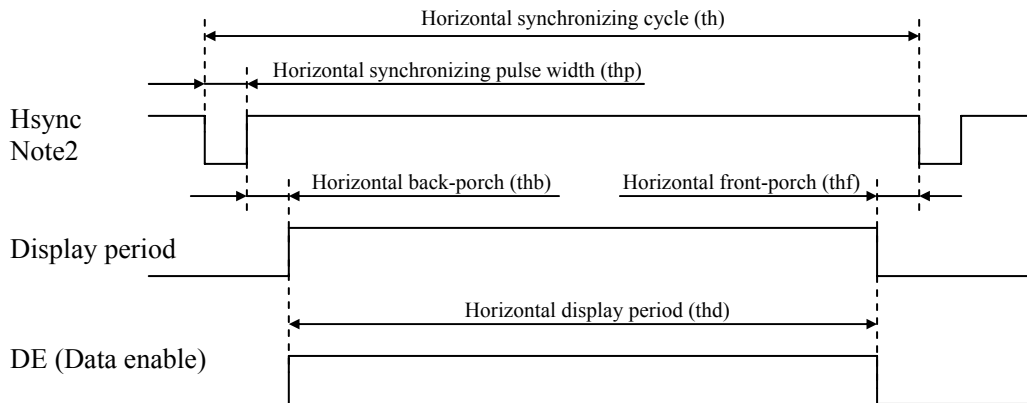 Horizontal synchronizing cycle (th)
Horizontal synchronizing pulse width (thp)
Hsync
Note2
Horizontal back-porch (thb)
Horizontal front-porch (thf)
Display period
Horizontal display period (thd)
DE (Data enable)